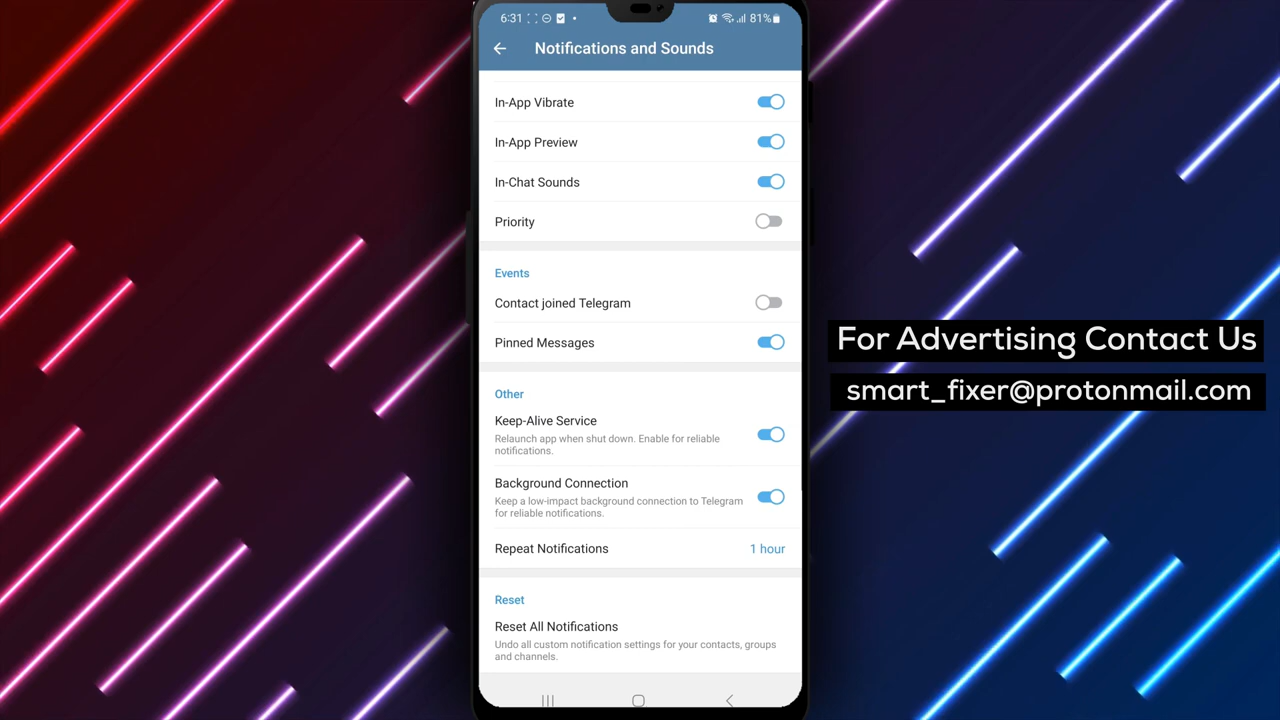 6:31
81%
Notifications and Sounds
In-App Vibrate
In-App Preview
In-Chat Sounds
Priority
Events
Contact joined Telegram
Pinned Messages
Other
Keep-Alive Service
Relaunch app when shut down. Enable for reliable
notifications.
Background Connection
Keep a low-impact background connection to Telegram
for reliable notifications.
Repeat Notifications
1 hour
Reset
Reset All Notifications
Undo all custom notification settings for your contacts, groups
and channels.
For Advertising Contact Us
smart_fixer@protonmail.com